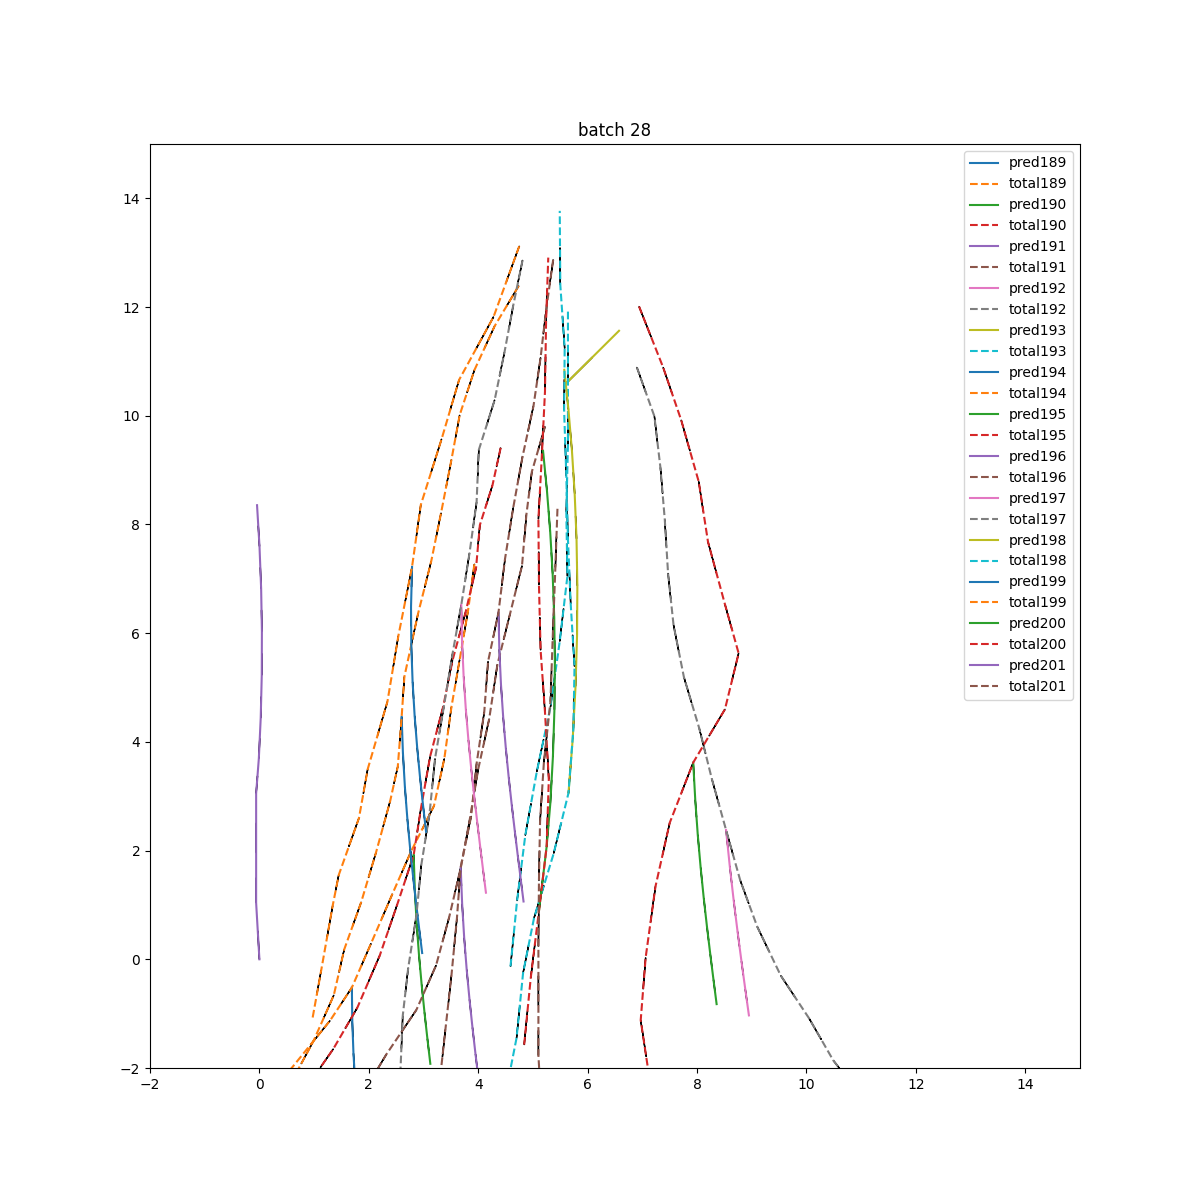 batch 28
14
12
10
8
6
4
2
0
−2
−2
0
2
4
6
8
10
12
14
pred189
total189
pred190
total190
pred191
total191
pred192
total192
pred193
total193
pred194
total194
pred195
total195
pred196
total196
pred197
total197
pred198
total198
pred199
total199
pred200
total200
pred201
total201